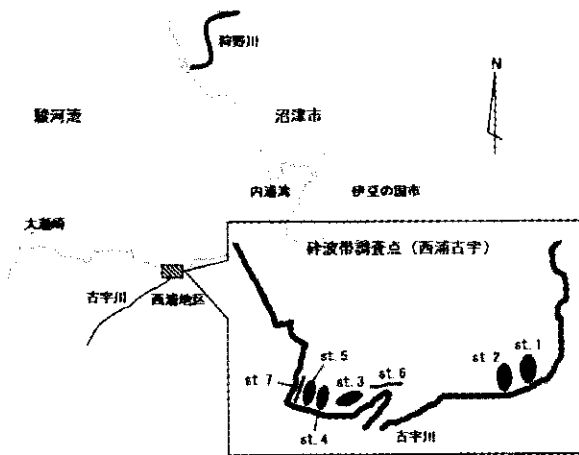 狩野川
N
駿河湾
沼津市
内浦湾
伊豆の国市
大瀬崎
砕波帯調査点（西浦古宇）
古宇川
西浦地区
st.1
st.2
st.5
st.7
st.3
st.6
st.4
古宇川